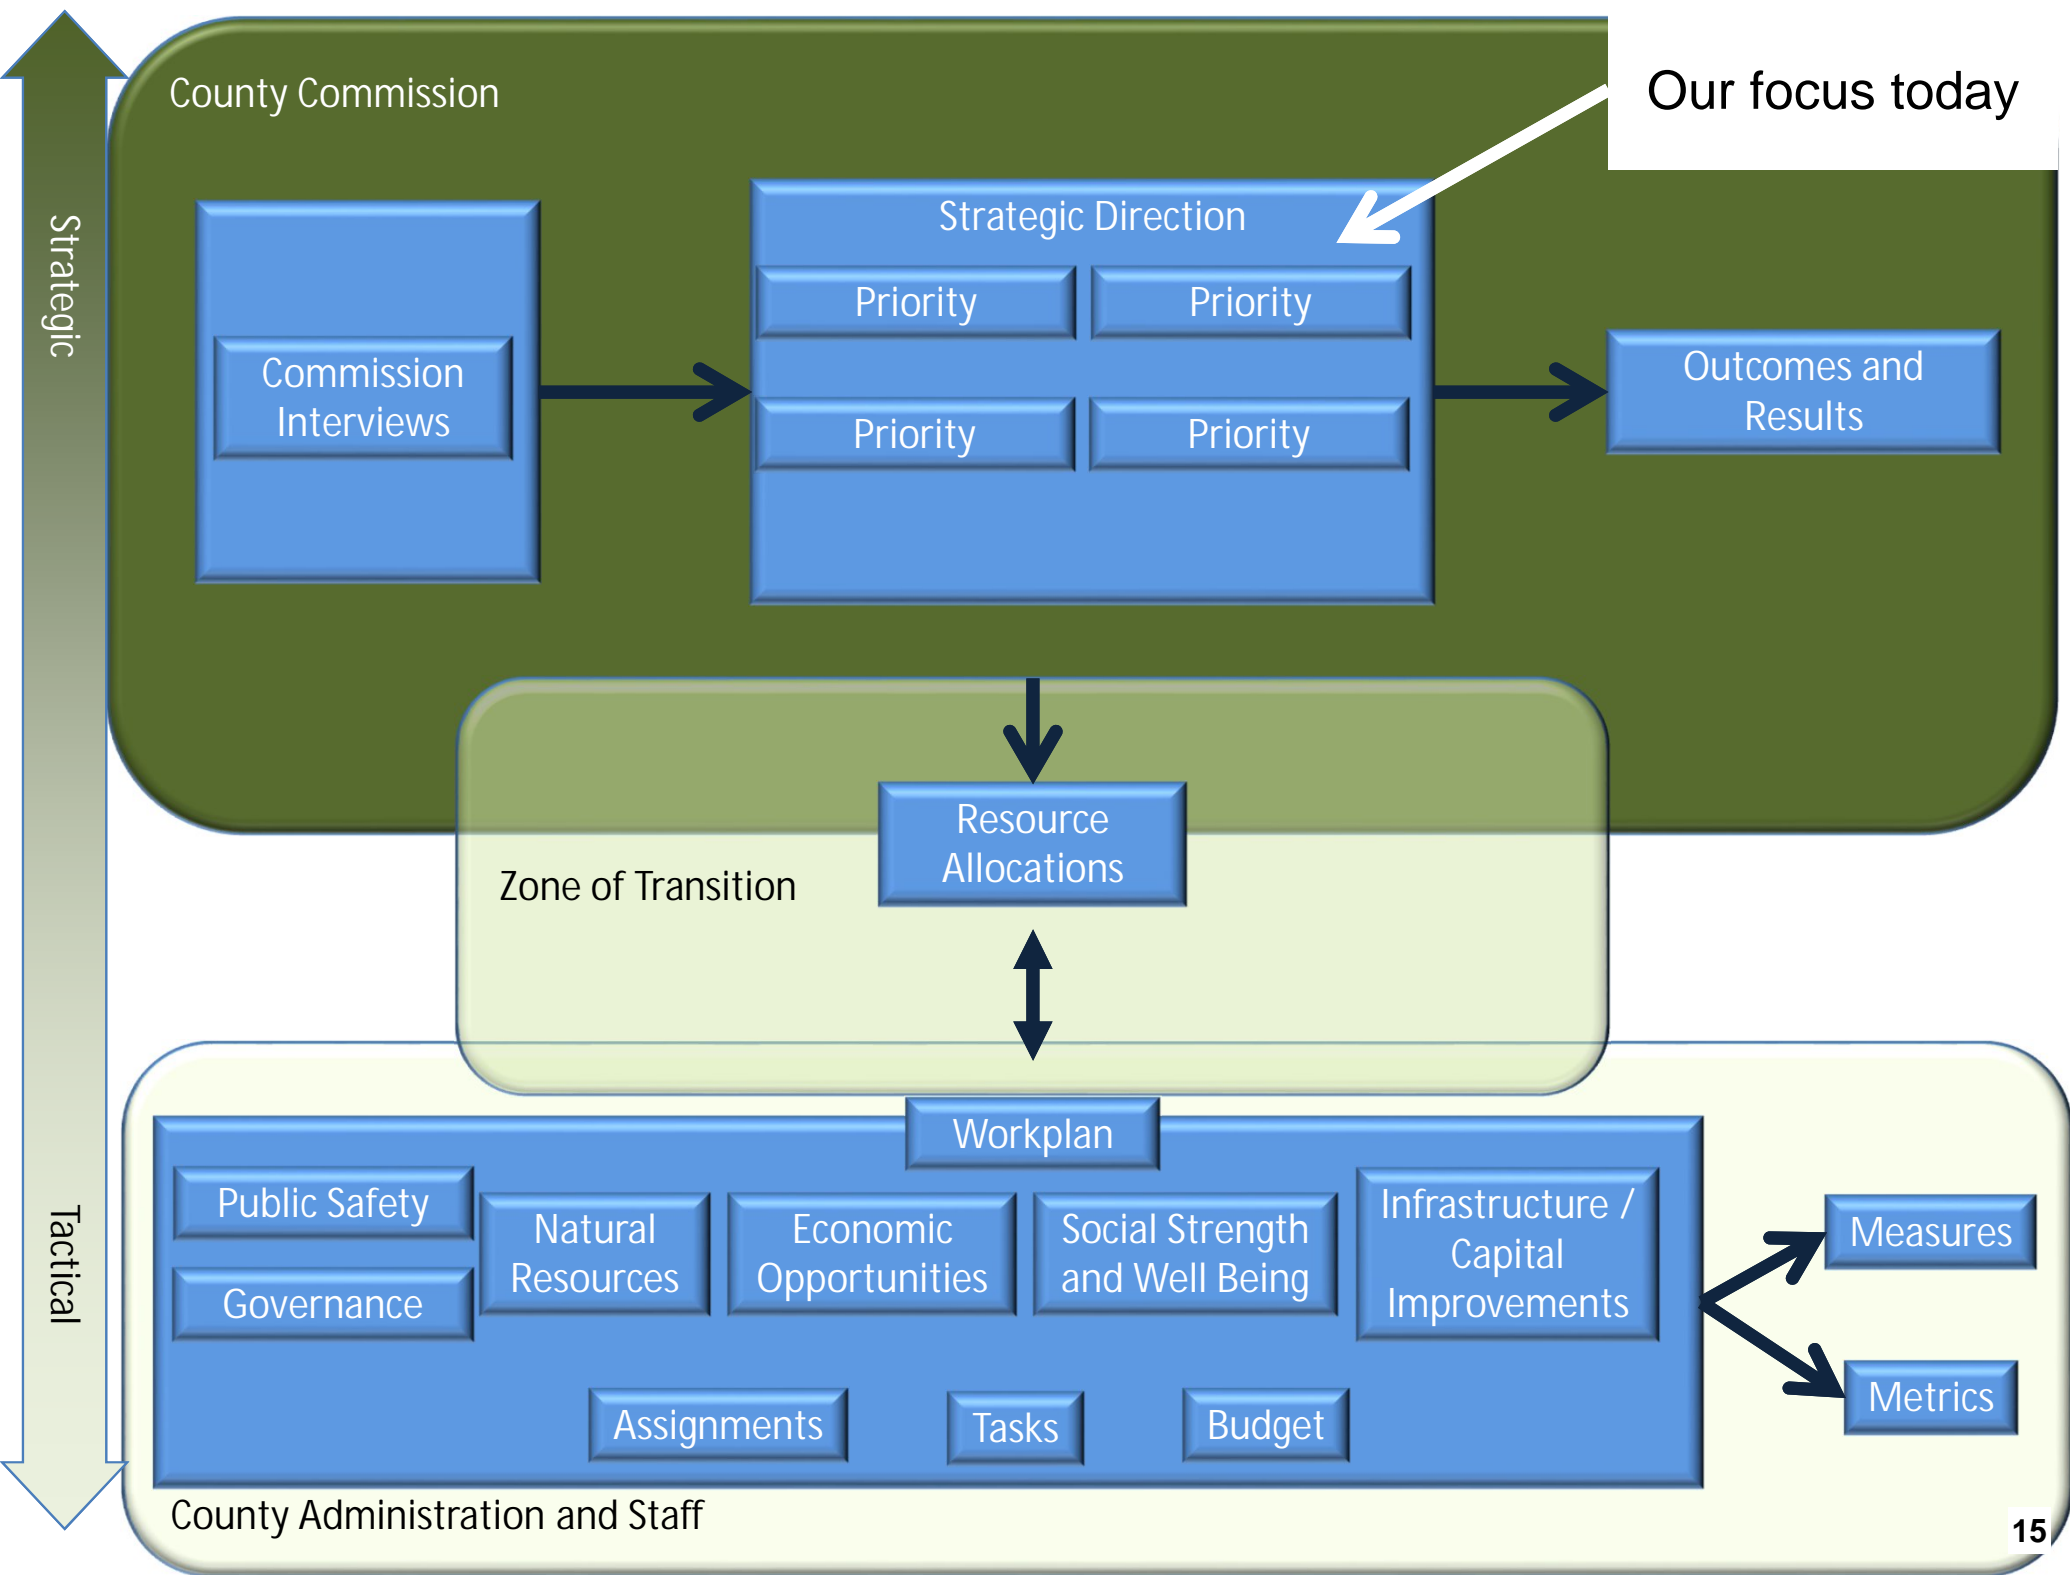 County Commission
Our focus today
Strategic
Strategic Direction
Priority
Priority
Commission
Interviews
Priority
Priority
Outcomes and
Results
Resource
Allocations
Zone of Transition
Tactical
Workplan
Public Safety
Governance
Natural
Resources
Economic
Opportunities
Social Strength
and Well Being
Infrastructure /
Capital
Improvements
Measures
Metrics
Assignments
Tasks
Budget
County Administration and Staff
15